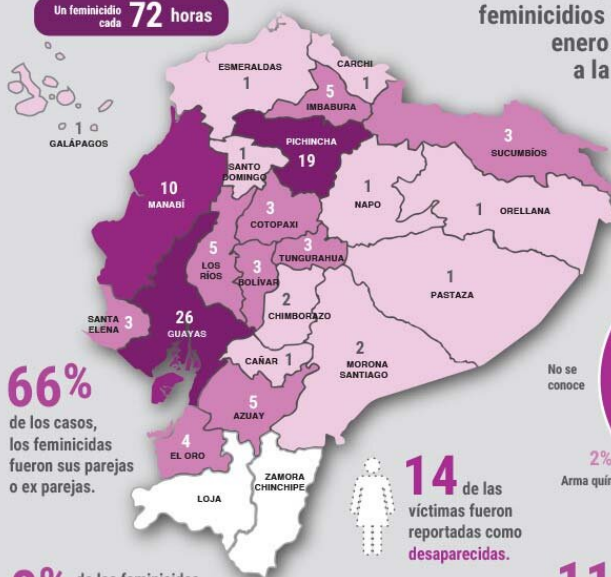 Un feminicidio
cada 72 horas
feminicidios
enero
a la
ESMERALDAS
1
CARCHI
1
5
IMBABURA
1
GALÁPAGOS
PICHINCHA
19
3
SUCUMBÍOS
1
SANTO
DOMINGO
10
MANABÍ
1
NAPO
1 ORELLANA
3
COTOPAXI
5
LOS
RÍOS
3
TUNGURAHUA
3
BOLÍVAR
1
PASTAZA
2
CHIMBORAZO
SANTA
ELENA 3
26
GUAYAS
2
MORONA
SANTIAGO
CAÑAR 1
5
AZUAY
4
EL ORO
LOJA
ZAMORA
CHINCHIPE
66%
de los casos,
los feminicidas
fueron sus parejas
o ex parejas.
14 de las
víctimas fueron
reportadas como
desaparecidas.
No se
conoce
2%